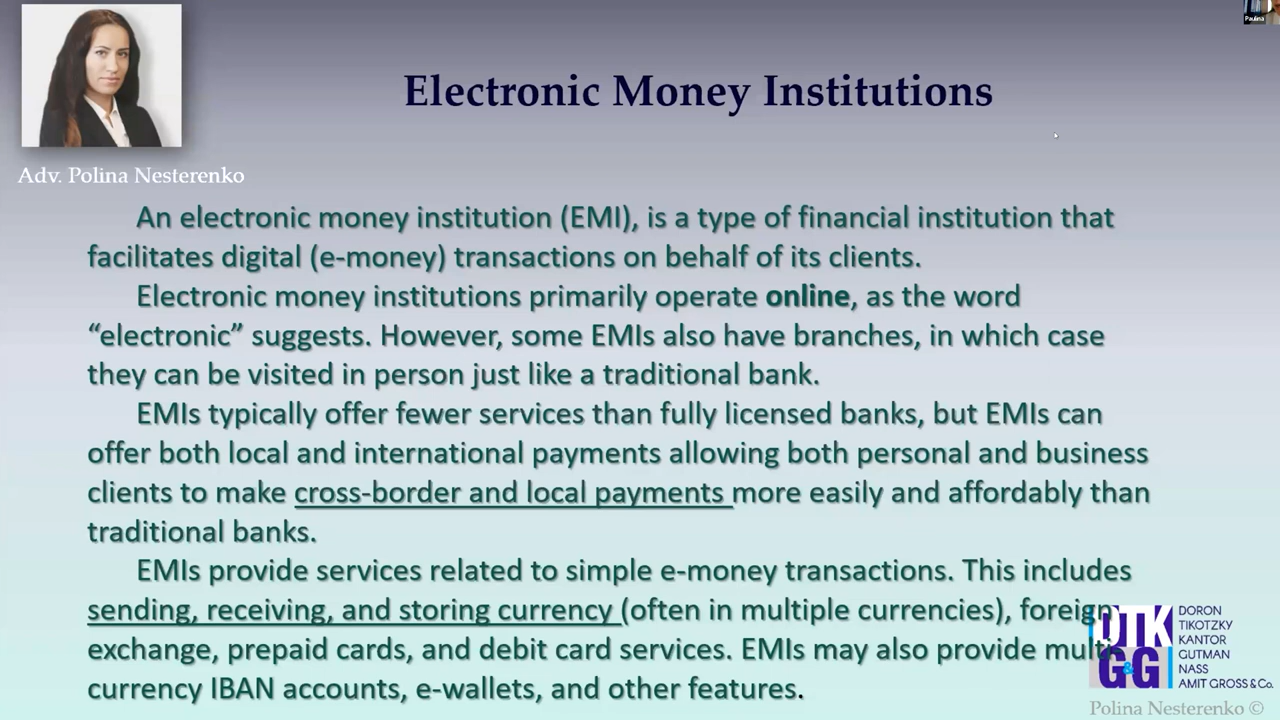 Paulina
Electronic Money Institutions
Adv. Polina Nesterenko
An electronic money institution (EMI), is a type of financial institution that
facilitates digital (e-money) transactions on behalf of its clients.
Electronic money institutions primarily operate online, as the word
“electronic” suggests. However, some EMIs also have branches, in which case
they can be visited in person just like a traditional bank.
EMIs typically offer fewer services than fully licensed banks, but EMIs can
offer both local and international payments allowing both personal and business
clients to make cross-border and local payments more easily and affordably than
traditional banks.
EMIs provide services related to simple e-money transactions. This includes
sending, receiving, and storing currency (often in multiple currencies), foreign
exchange, prepaid cards, and debit card services. EMIs may also provide multi-
currency IBAN accounts, e-wallets, and other features.
DTK
G&G
DORON
TIKOTZKY
KANTOR
GUTMAN
NASS
AMIT GROSS & Co.
Polina Nesterenko ©